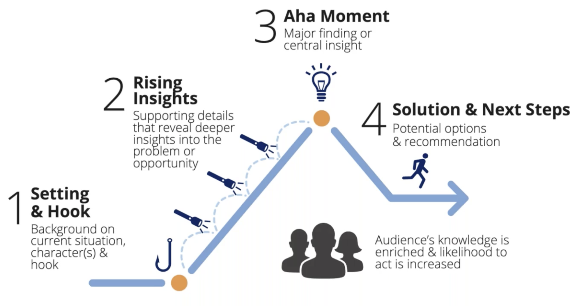 3 Aha Moment
Major finding or
central insight
2 Rising
Insights
Supporting details
that reveal deeper
insights into the
problem or
opportunity
4 Solution & Next Steps
Potential options
& recommendation
1 Setting
& Hook
Background on
current situation,
character(s) &
hook
Audience's knowledge is
enriched & likelihood to
act is increased